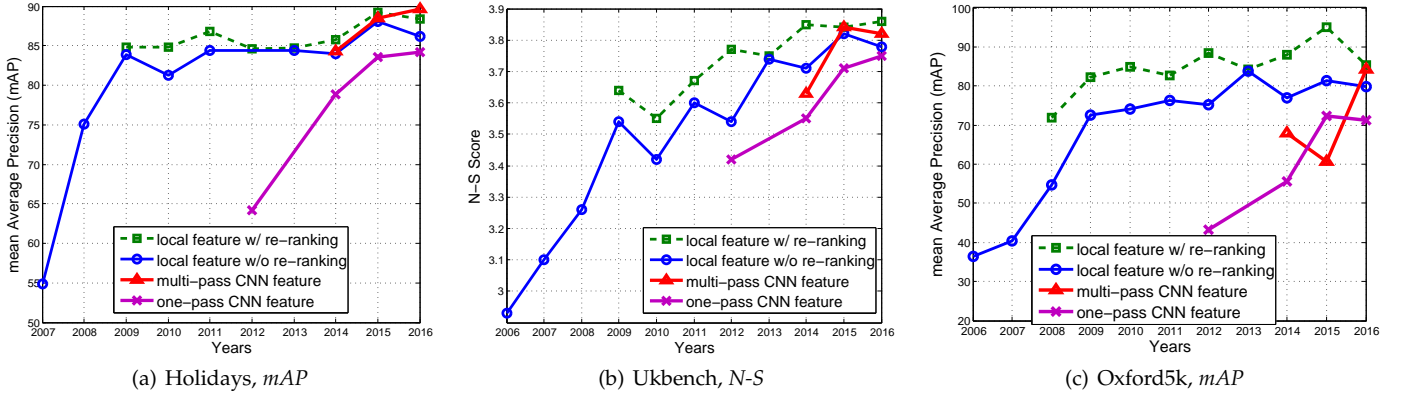 90
85
80
75
70
65
60
55
50
mean Average Precision (mAP)
local feature w/ re-ranking
local feature w/o re-ranking
multi-pass CNN feature
one-pass CNN feature
2007 2008 2009 2010 2011 2012 2013 2014 2015 2016
Years
(a) Holidays, mAP
3.9
3.8
3.7
3.6
3.5
3.4
3.3
3.2
3.1
3
N-S Score
local feature w/ re-ranking
local feature w/o re-ranking
multi-pass CNN feature
one-pass CNN feature
2006 2007 2008 2009 2010 2011 2012 2013 2014 2015 2016
Years
(b) Ukbench, N-S
100
90
80
70
60
50
40
30
20
mean Average Precision (mAP)
local feature w/ re-ranking
local feature w/o re-ranking
multi-pass CNN feature
one-pass CNN feature
2006 2007 2008 2009 2010 2011 2012 2013 2014 2015 2016
Years
(c) Oxford5k, mAP